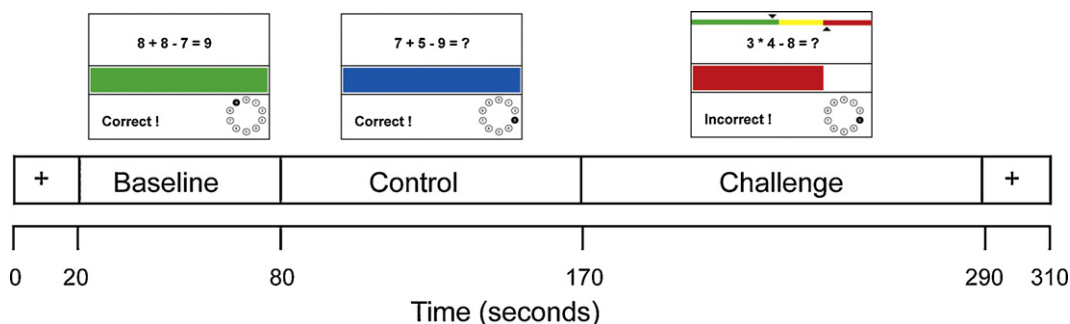 8 + 8 - 7 = 9
Correct !
7 + 5 - 9 = ?
Correct !
3 * 4 - 8 = ?
Incorrect !
+
Baseline
Control
Challenge
+
0
20
80
170
290
310
Time (seconds)